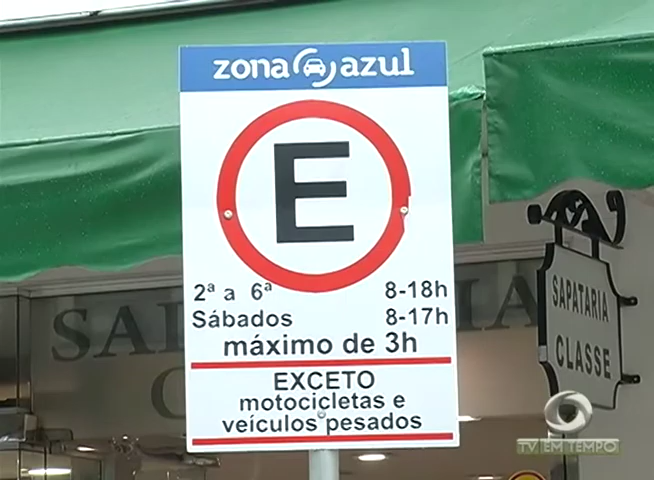 zona azul
E
2ª a 6ª 8-18h
Sábados 8-17h
máximo de 3h
EXCETO
motocicletas e
veículos pesados
SAPATARIA
CLASSE
TV EM TEMPO